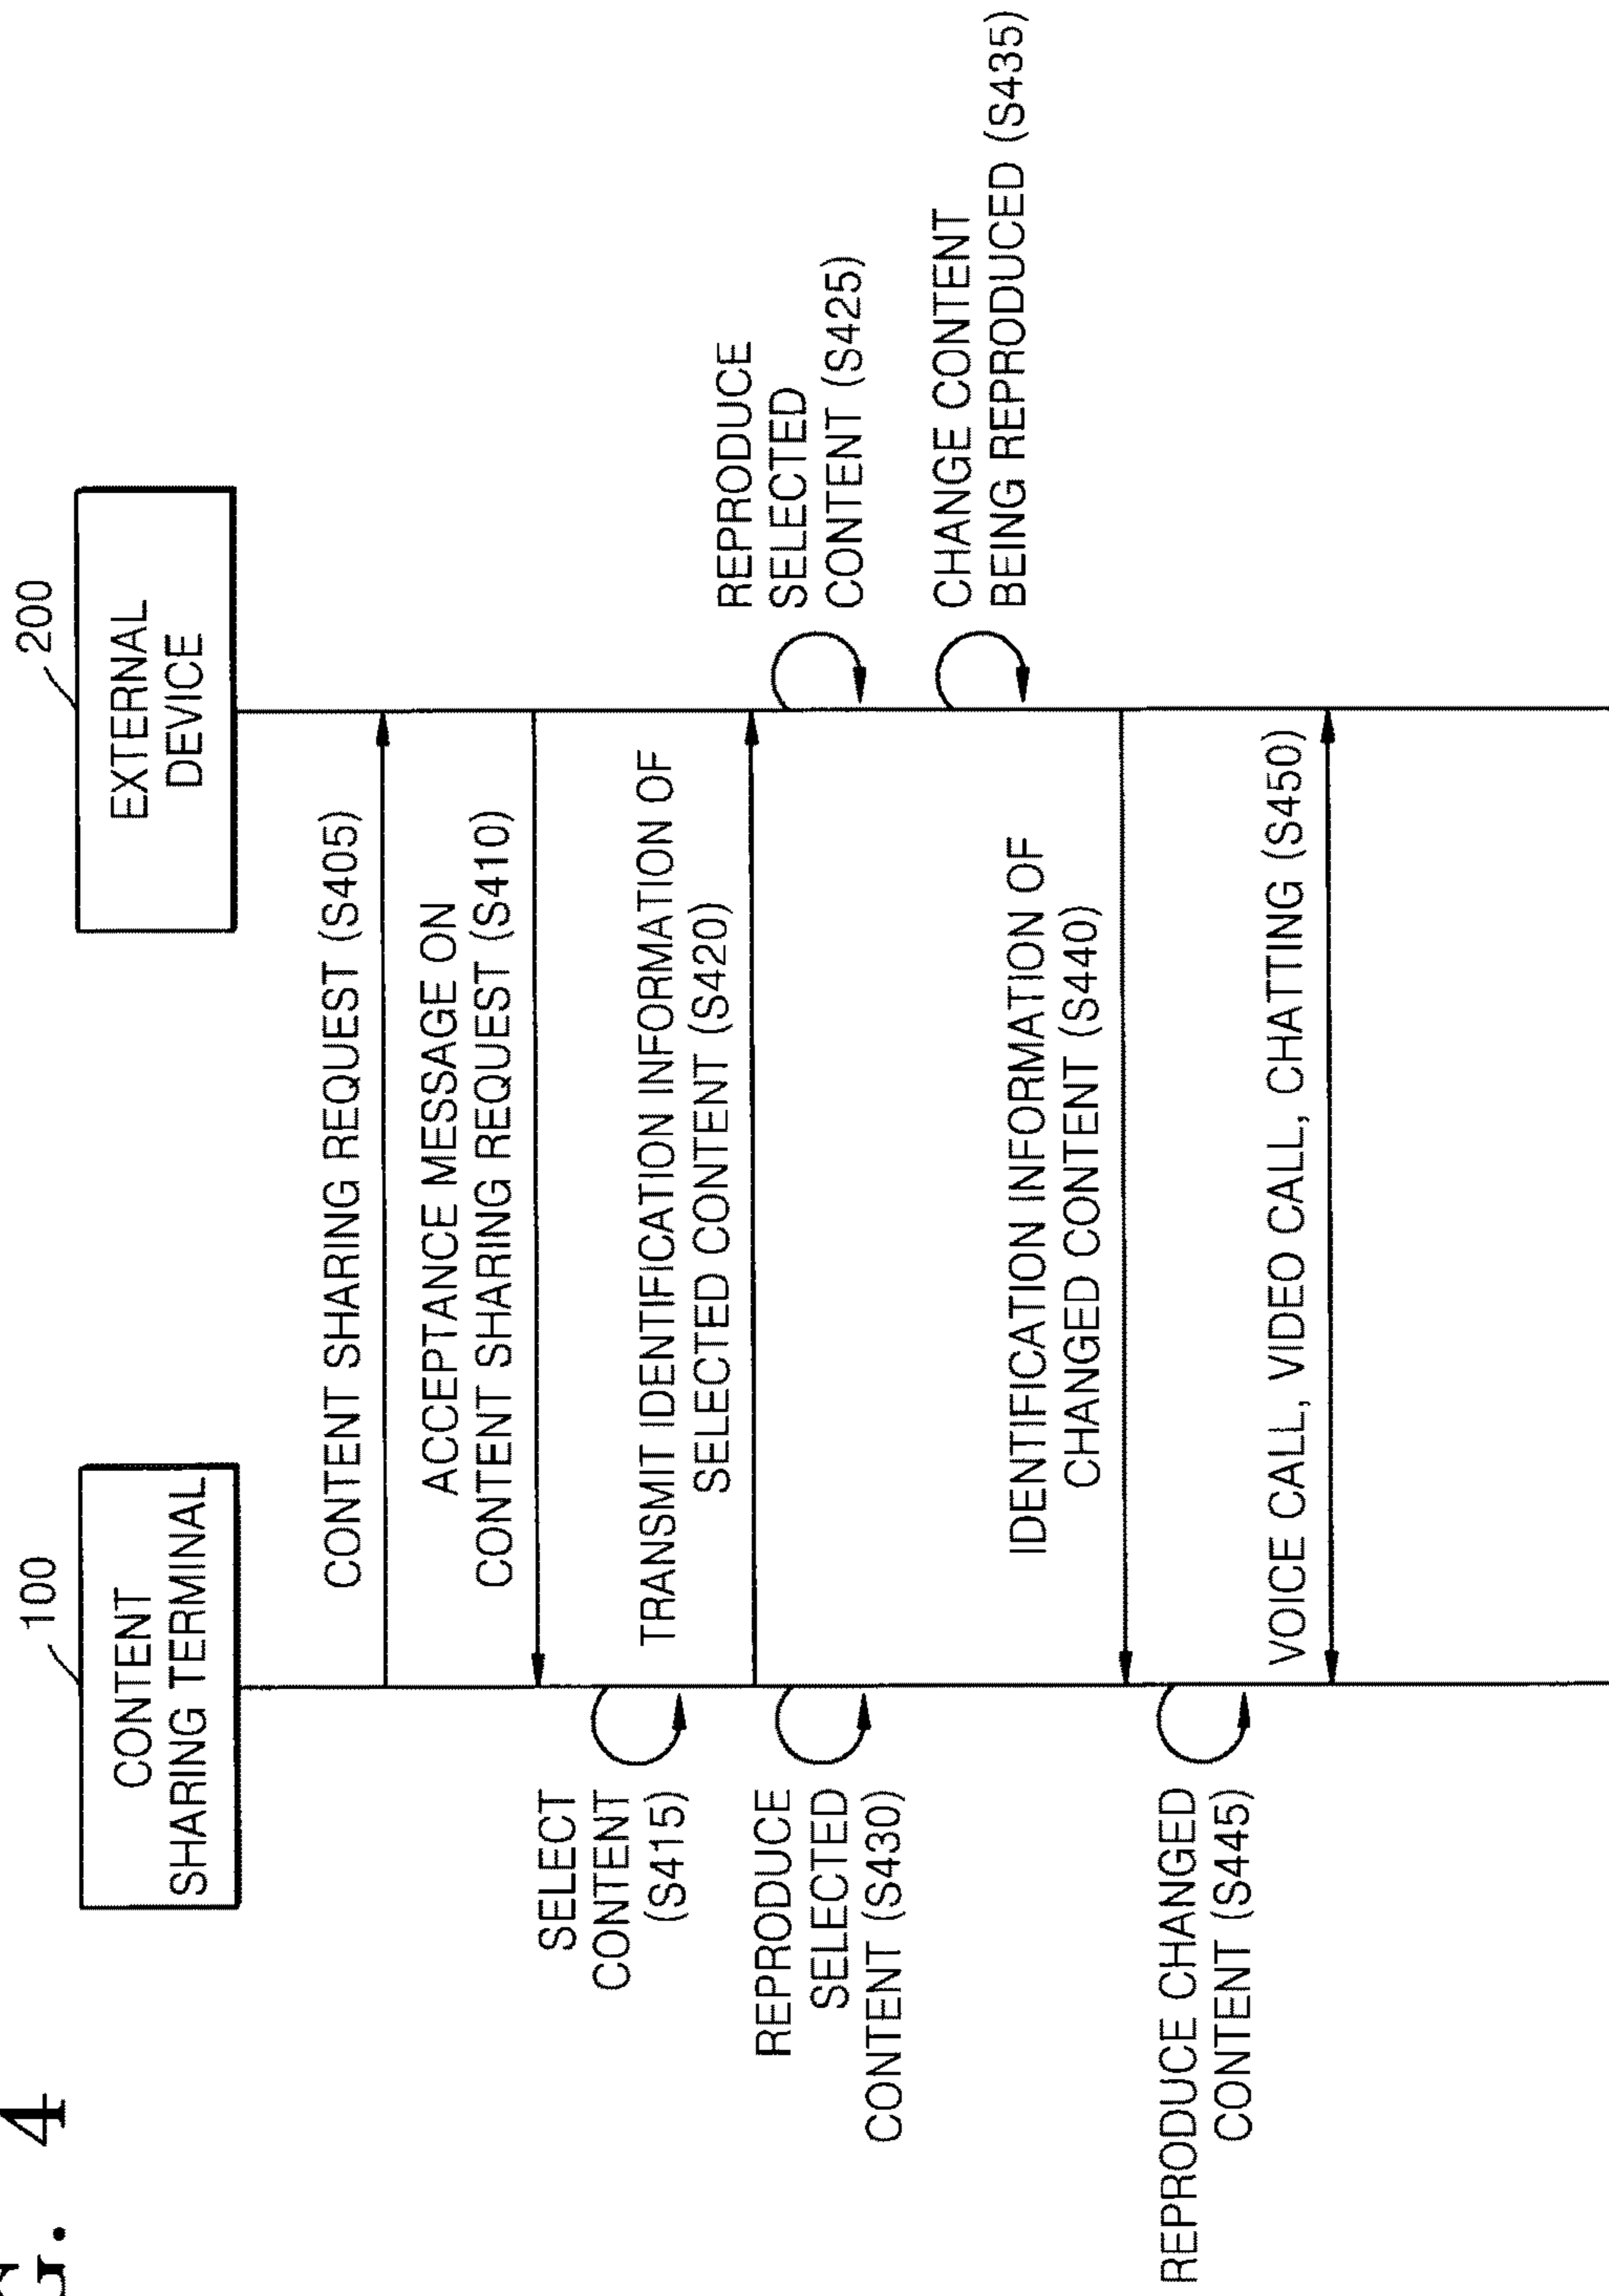 G. 4
100
CONTENT
SHARING TERMINAL
200
EXTERNAL
DEVICE
CONTENT SHARING REQUEST (S405)
ACCEPTANCE MESSAGE ON
CONTENT SHARING REQUEST (S410)
SELECT
CONTENT
(S415)
TRANSMIT IDENTIFICATION INFORMATION OF
SELECTED CONTENT (S420)
REPRODUCE
SELECTED
CONTENT (S425)
REPRODUCE
SELECTED
CONTENT (S430)
CHANGE CONTENT
BEING REPRODUCED (S435)
IDENTIFICATION INFORMATION OF
CHANGED CONTENT (S440)
REPRODUCE CHANGED
CONTENT (S445)
VOICE CALL, VIDEO CALL, CHATTING (S450)